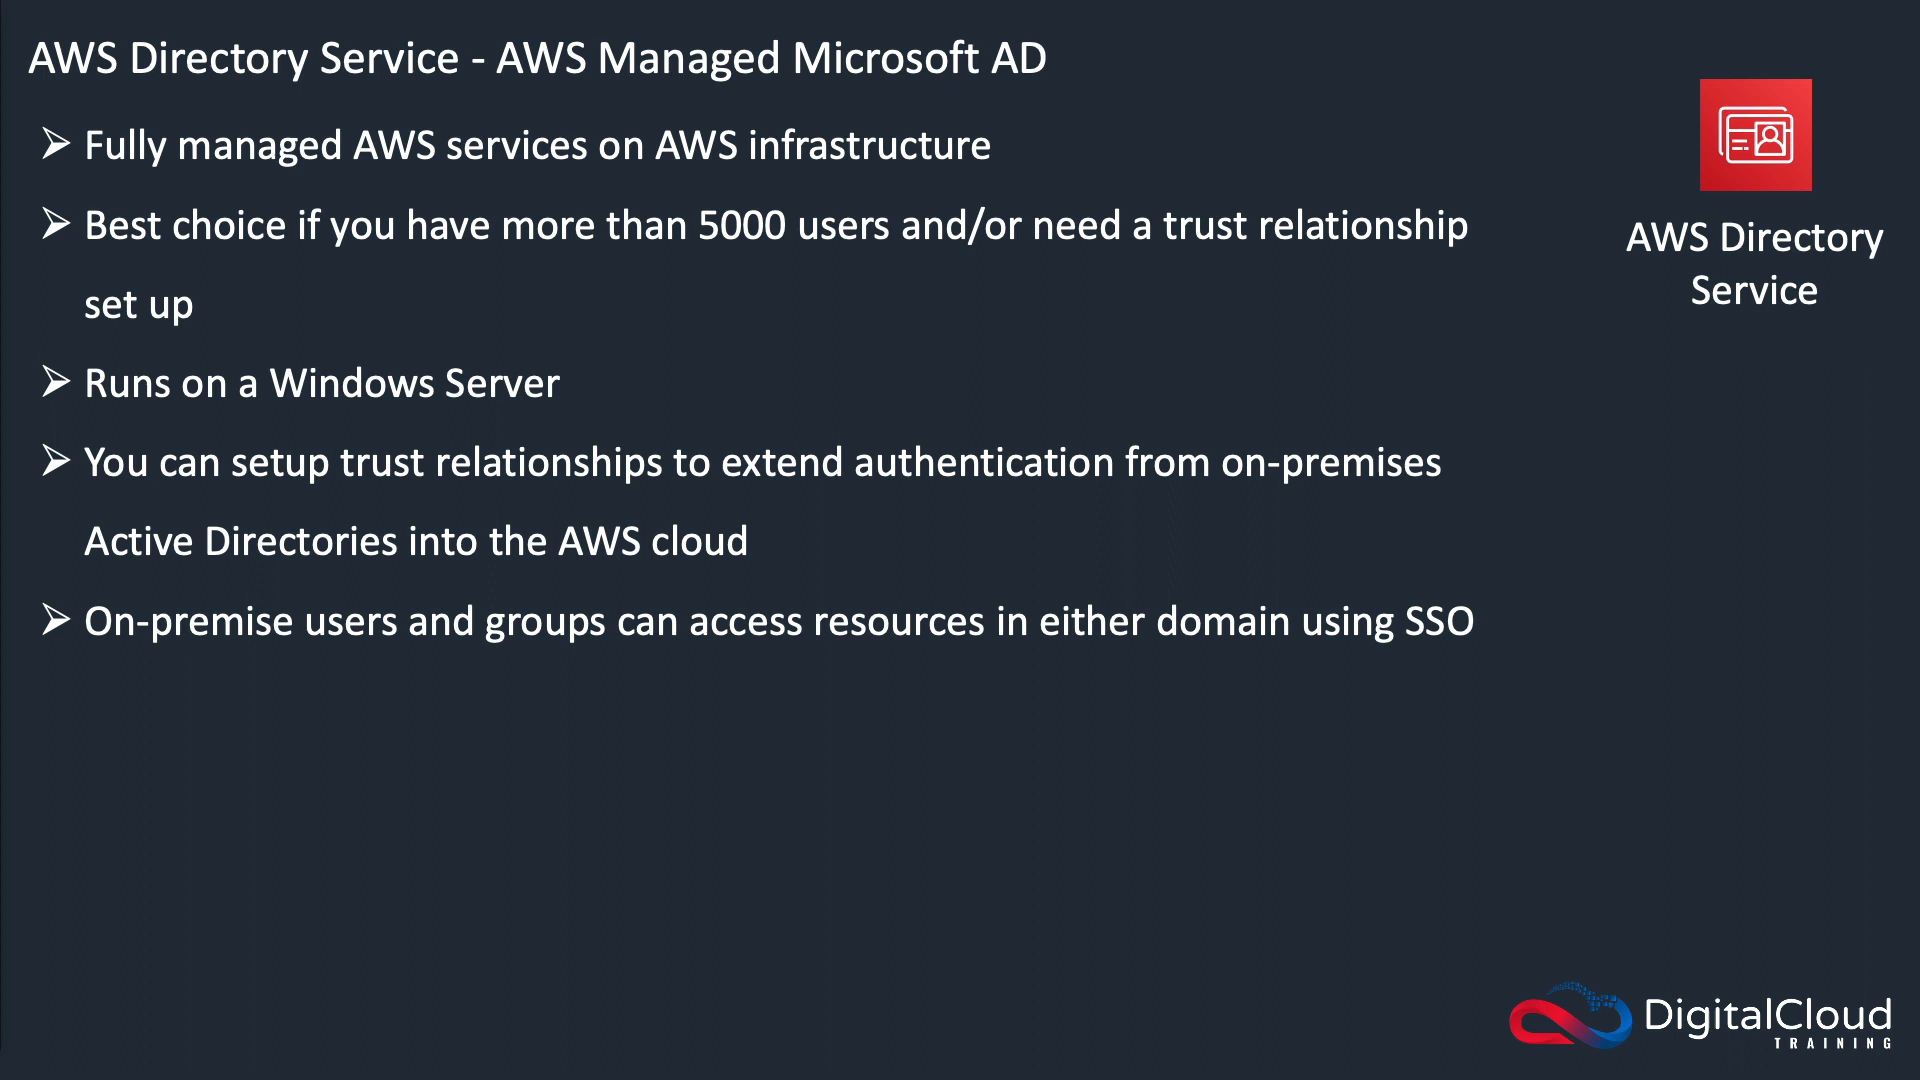 AWS Directory Service - AWS Managed Microsoft AD
➢ Fully managed AWS services on AWS infrastructure
➢ Best choice if you have more than 5000 users and/or need a trust relationship
set up
➢ Runs on a Windows Server
➢ You can setup trust relationships to extend authentication from on-premises
Active Directories into the AWS cloud
➢ On-premise users and groups can access resources in either domain using SSO
AWS Directory
Service
DigitalCloud
TRAINING